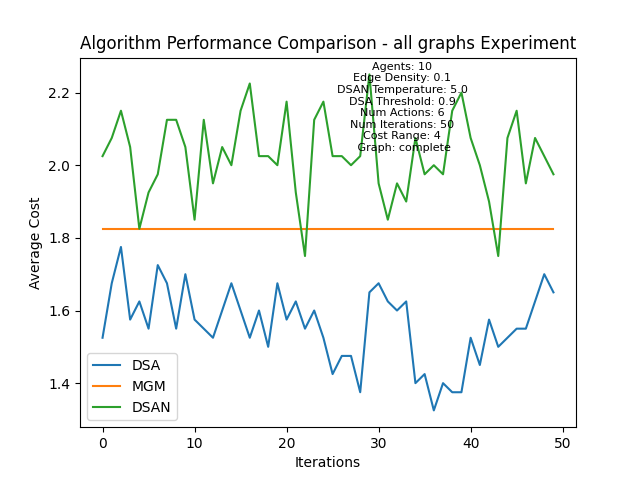 Algorithm Performance Comparison - all graphs Experiment
Agents: 10
Edge Density: 0.1
DSAN Temperature: 5.0
DSA Threshold: 0.9
Num Actions: 6
Num Iterations: 50
Cost Range: 4
Graph: complete
2.2
2.0
1.8
1.6
1.4
Average Cost
DSA
MGM
DSAN
0
10
20
30
40
50
Iterations